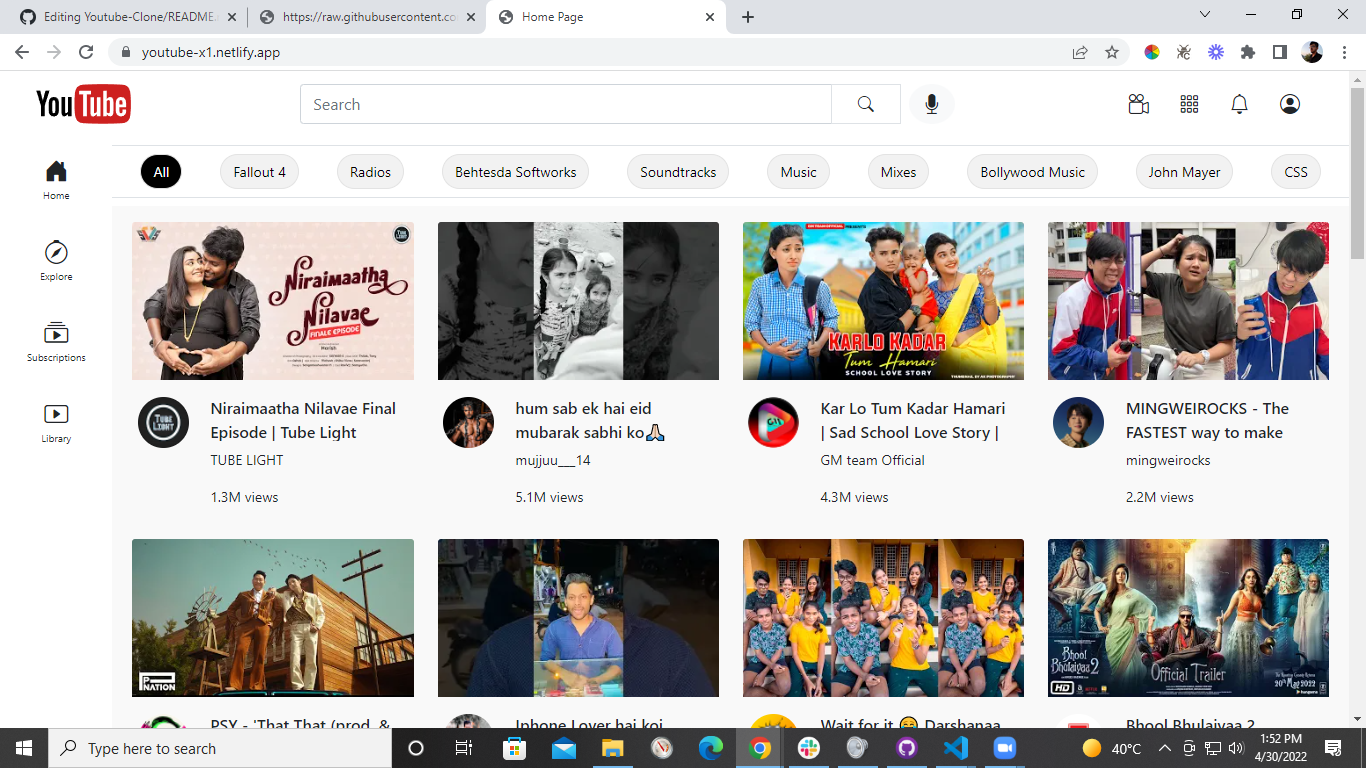 Editing Youtube-Clone/README.
https://raw.githubusercontent.co
Home Page
youtube-x1.netlify.app
YouTube
Search
All
Fallout 4
Radios
Behtesda Softworks
Soundtracks
Music
Mixes
Bollywood Music
John Mayer
CSS
Home
Explore
Subscriptions
Library
TUBE LIGHT
Niraimaatha Nilavae
FINALE EPISODE
KARLO KADAR
Tum Hamari
SCHOOL LOVE STORY
TUBE LIGHT
Niraimaatha Nilavae Final
Episode | Tube Light
TUBE LIGHT
1.3M views
hum sab ek hai eid
mubarak sabhi ko🙏🏻
mujjuu___14
5.1M views
GM
Kar Lo Tum Kadar Hamari
| Sad School Love Story |
GM team Official
4.3M views
MINGWEIROCKS - The
FASTEST way to make
mingweirocks
2.2M views
P NATION
Bhool
Bhulaiyaa 2
HD
Official Trailer
20th May 2022
PSY - 'That That (prod. &
Iphone Lover hai koi
Wait for it 😄 Darshanaa
Bhool Bhulaiyaa 2
Type here to search
40°C
1:52 PM
4/30/2022